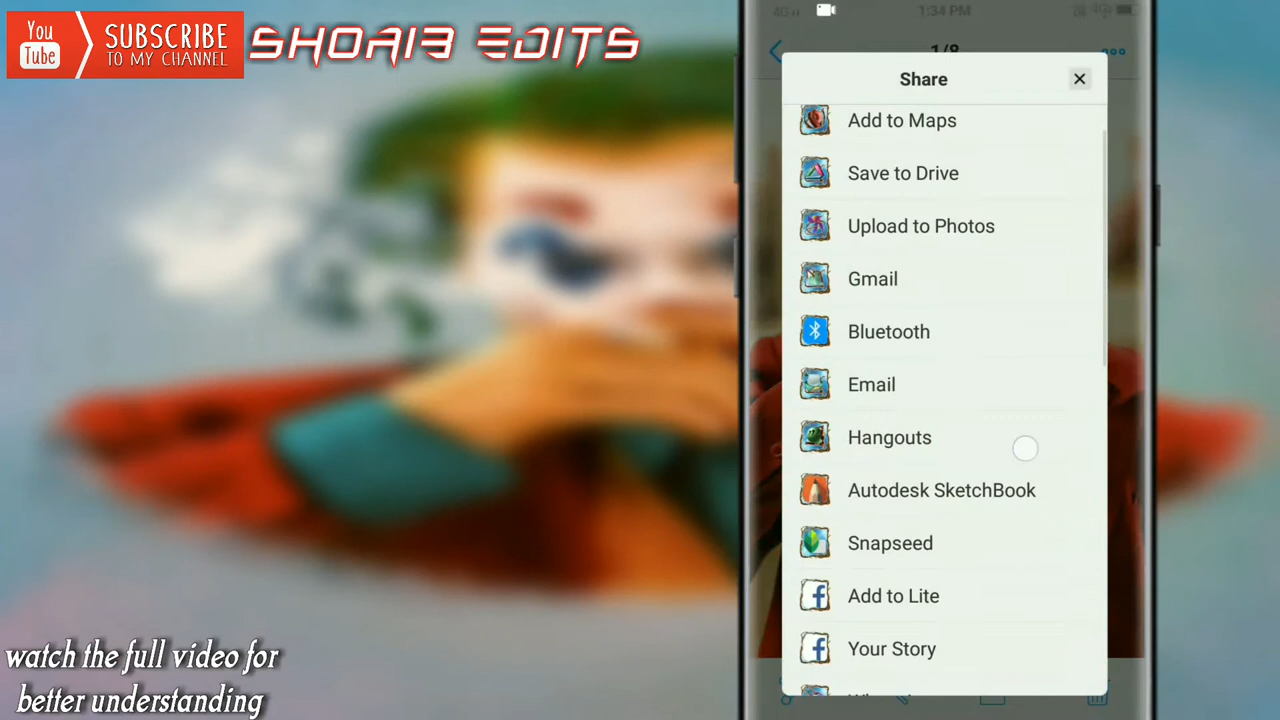 You
Tube
SUBSCRIBE
TO MY CHANNEL
SHOAIB EDITS
1:34 PM
1/8
Share
Add to Maps
Save to Drive
Upload to Photos
Gmail
Bluetooth
Email
Hangouts
Autodesk SketchBook
Snapseed
Add to Lite
Your Story
watch the full video for
better understanding